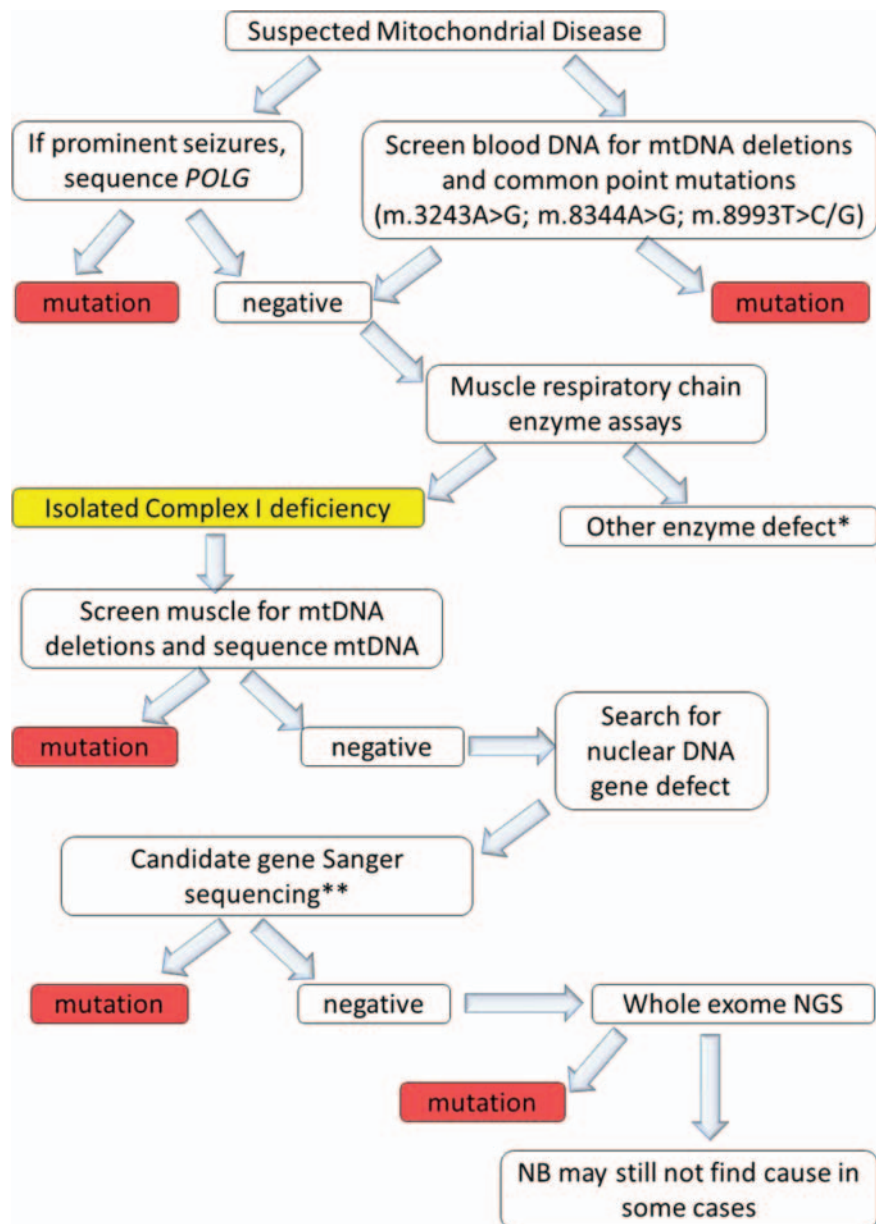 Suspected Mitochondrial Disease
If prominent seizures,
sequence POLG
Screen blood DNA for mtDNA deletions
and common point mutations
(m.3243A>G; m.8344A>G; m.8993T>C/G)
mutation
negative
mutation
Muscle respiratory chain
enzyme assays
Isolated Complex I deficiency
Other enzyme defect*
Screen muscle for mtDNA
deletions and sequence mtDNA
mutation
negative
Search for
nuclear DNA
gene defect
Candidate gene Sanger
sequencing**
mutation
negative
Whole exome NGS
mutation
NB may still not find cause in
some cases